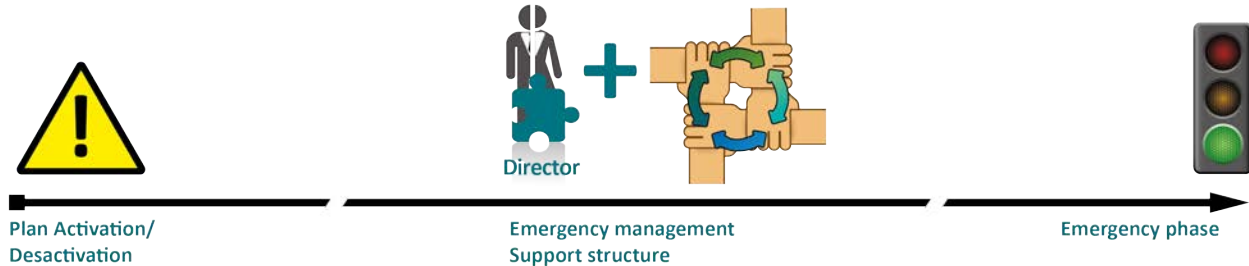 Director
Plan Activation/
Desactivation
Emergency management
Support structure
Emergency phase